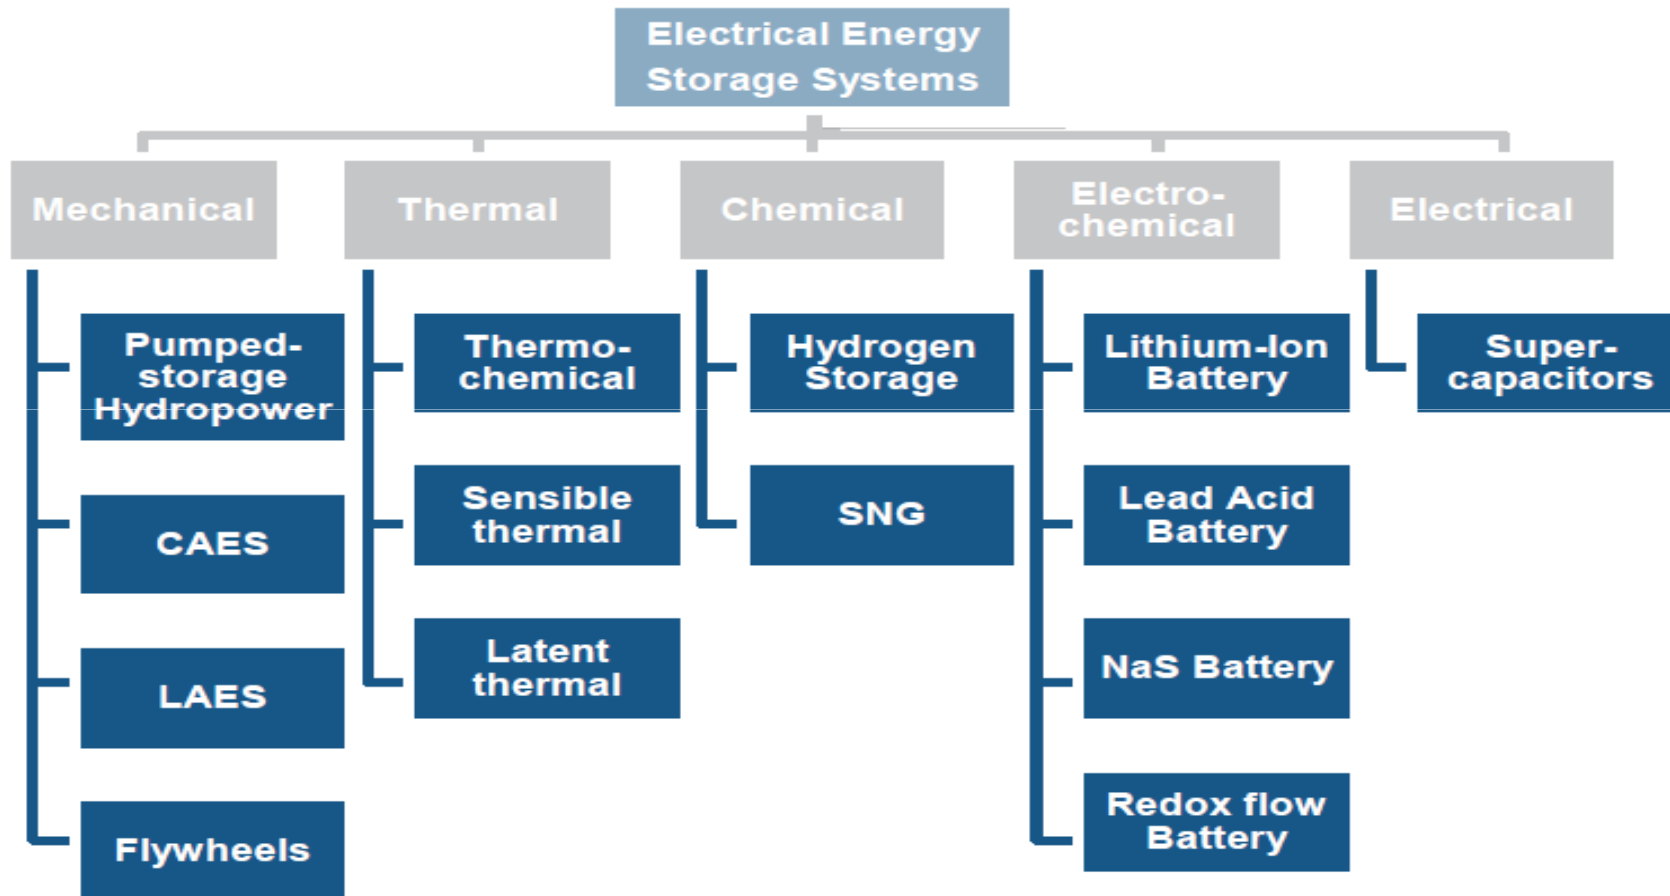 Electrical Energy
Storage Systems
Mechanical
Thermal
Chemical
Electro-
chemical
Electrical
Pumped-
storage
Hydropower
CAES
LAES
Flywheels
Thermo-
chemical
Sensible
thermal
Latent
thermal
Hydrogen
Storage
SNG
Lithium-Ion
Battery
Lead Acid
Battery
NaS Battery
Redox flow
Battery
Super-
capacitors